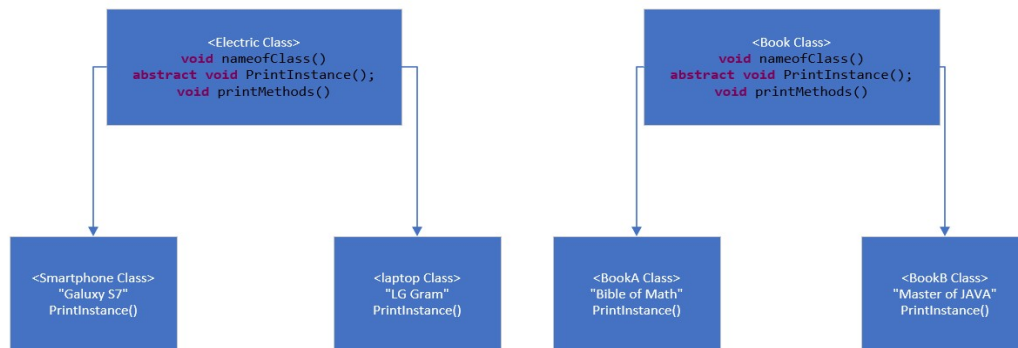 <Electric Class>
void nameofClass()
abstract void PrintInstance();
void printMethods()
<Book Class>
void nameofClass()
abstract void PrintInstance();
void printMethods()
<Smartphone Class>
"Galuxy S7"
PrintInstance()
<laptop Class>
"LG Gram"
PrintInstance()
<BookA Class>
"Bible of Math"
PrintInstance()
<BookB Class>
"Master of JAVA"
PrintInstance()